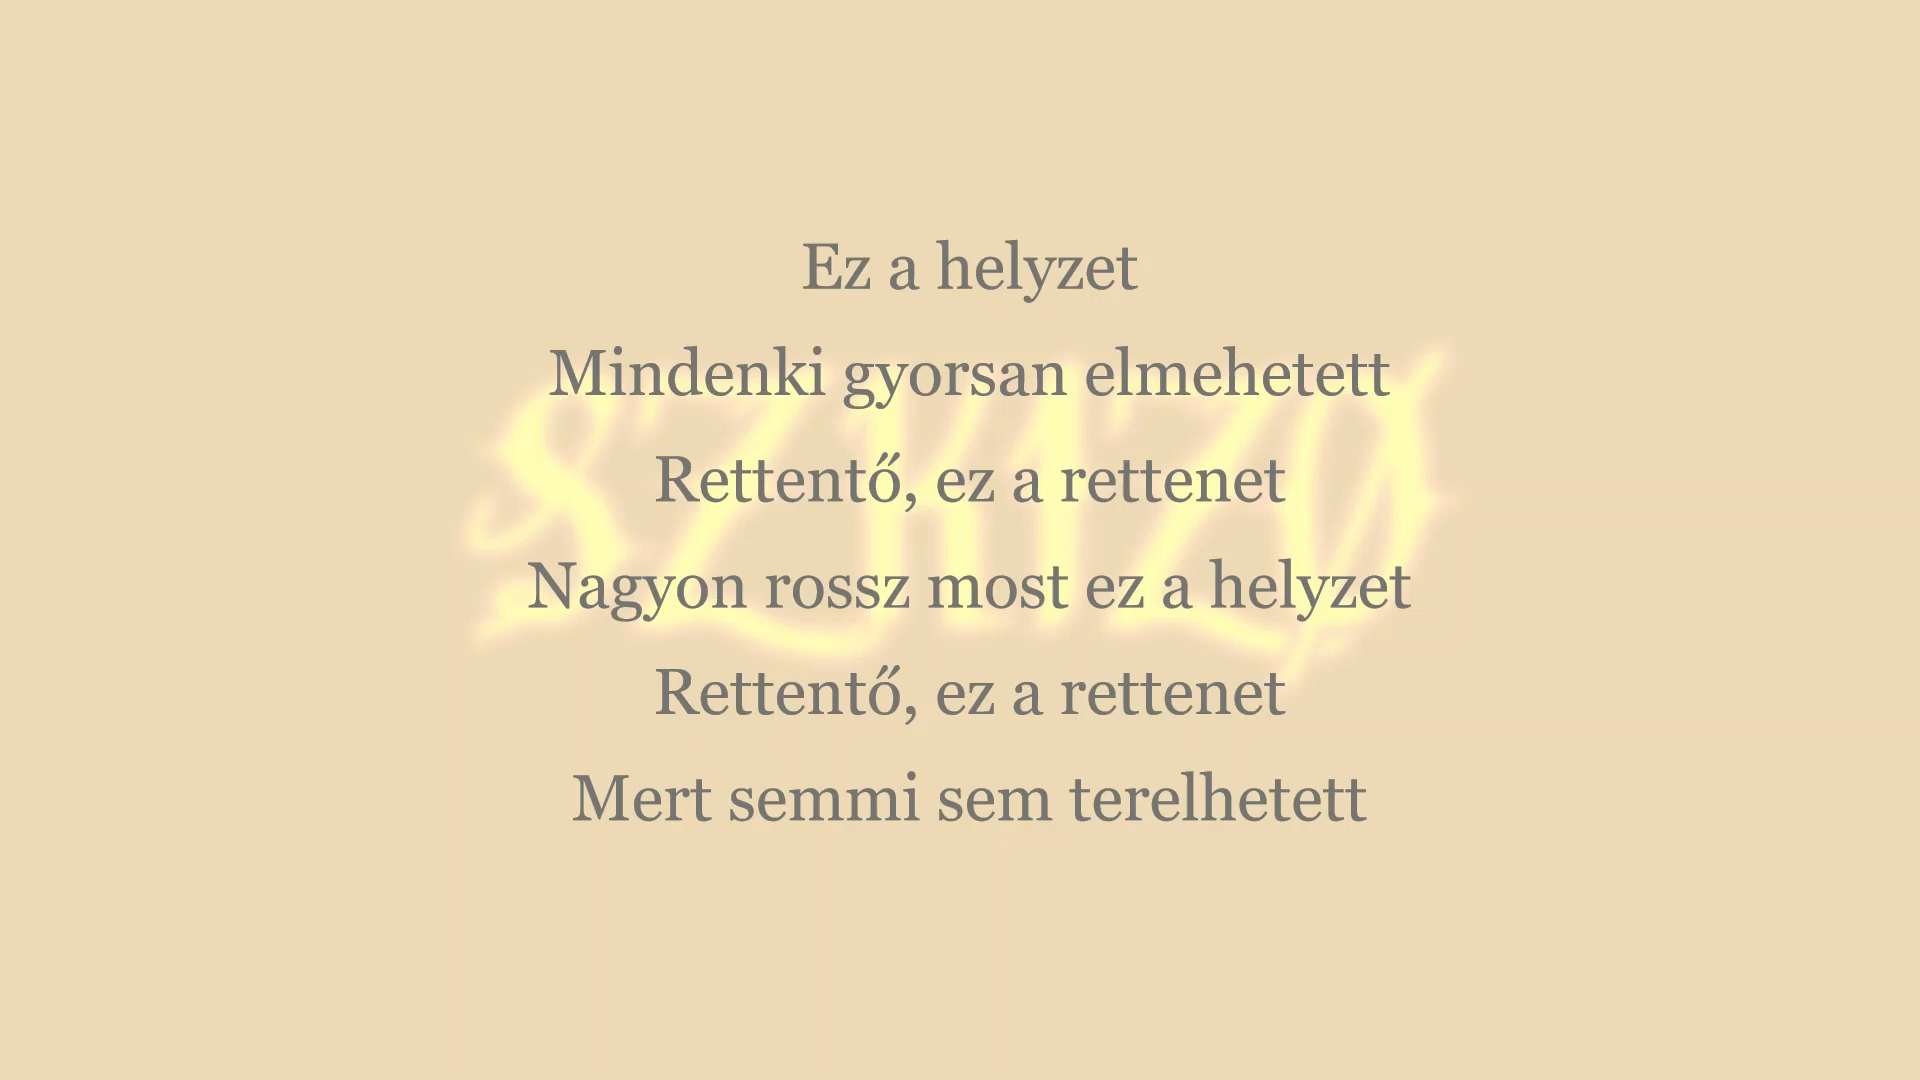 Ez a helyzet
Mindenki gyorsan elmehetett
Rettentő, ez a rettenet
Nagyon rossz most ez a helyzet
Rettentő, ez a rettenet
Mert semmi sem terelhetett